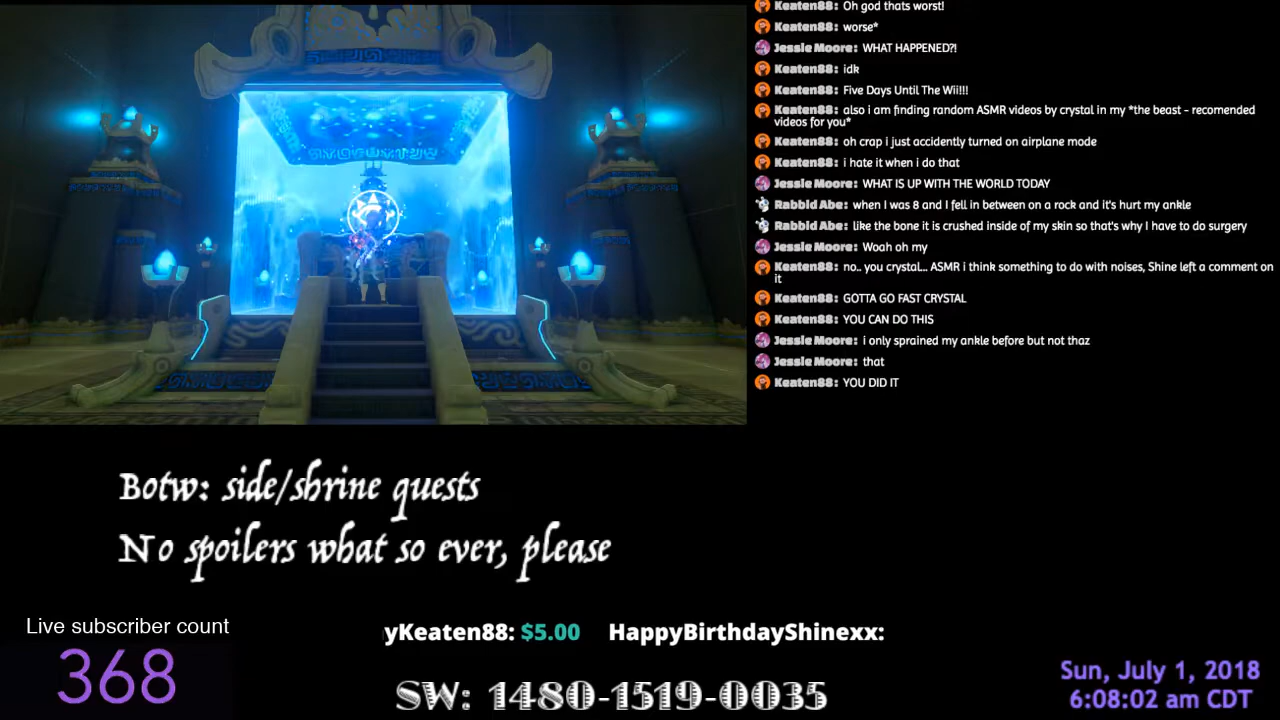 Keaten88: Oh god thats worst!
Keaten88: worse*
Jessie Moore: WHAT HAPPENED?!
Keaten88: idk
Keaten88: Five Days Until The Wii!!!
Keaten88: also i am finding random ASMR videos by crystal in my *the beast - recomended
videos for you*
Keaten88: oh crap i just accidently turned on airplane mode
Keaten88: i hate it when i do that
Jessie Moore: WHAT IS UP WITH THE WORLD TODAY
Rabbid Abe: when I was 8 and I fell in between on a rock and it's hurt my ankle
Rabbid Abe: like the bone it is crushed inside of my skin so that's why I have to do surgery
Jessie Moore: Woah oh my
Keaten88: no.. you crystal... ASMR i think something to do with noises, Shine left a comment on
it
Keaten88: GOTTA GO FAST CRYSTAL
Keaten88: YOU CAN DO THIS
Jessie Moore: i only sprained my ankle before but not thaz
Jessie Moore: that
Keaten88: YOU DID IT
Botw: side/shrine quests
No spoilers what so ever, please
Live subscriber count
368
yKeaten88: $5.00 HappyBirthdayShinexx:
SW: 1480-1519-0035
Sun, July 1, 2018
6:08:02 am CDT